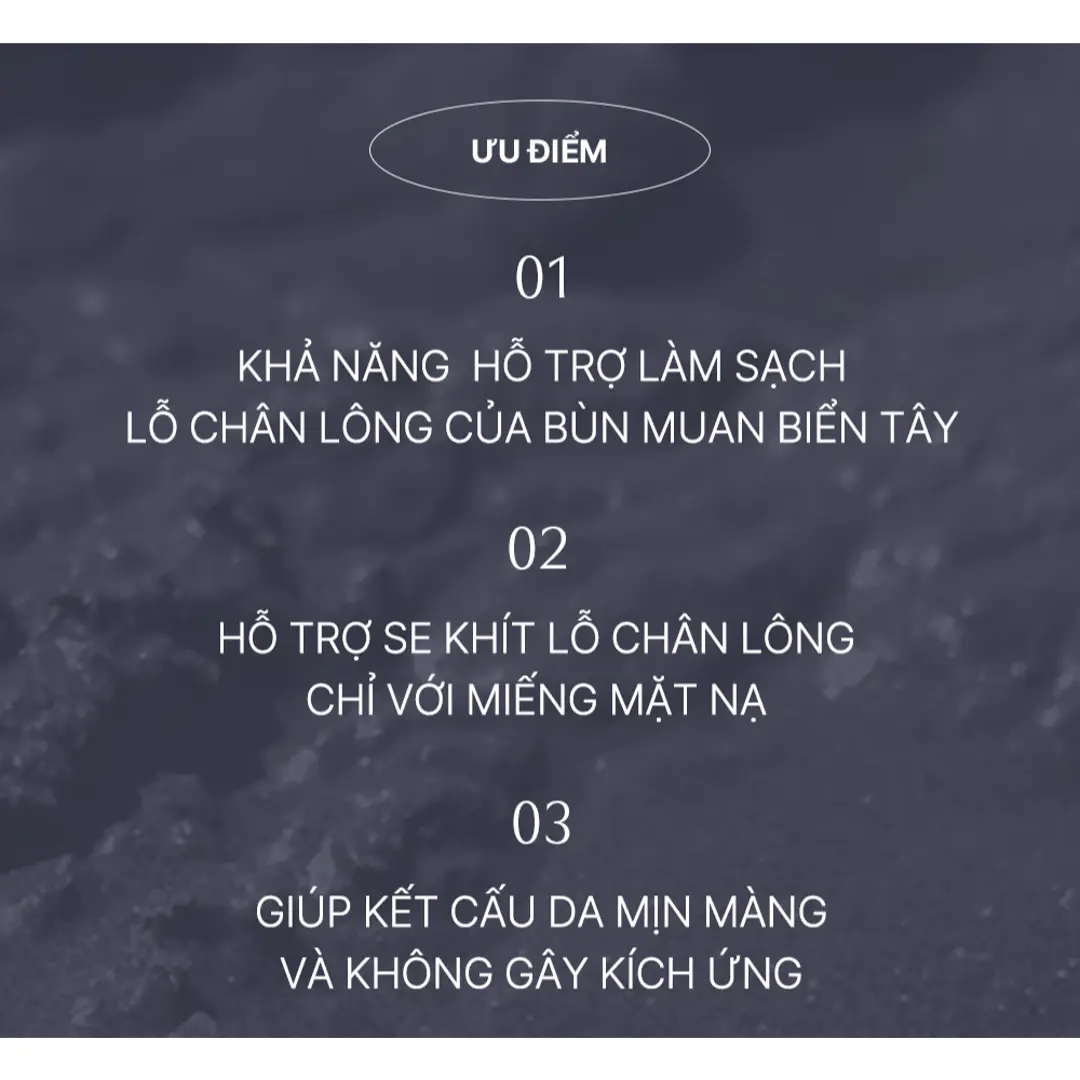 ƯU ĐIỂM
01
KHẢ NĂNG HỖ TRỢ LÀM SẠCH
LỖ CHÂN LÔNG CỦA BÙN MUAN BIỂN TÂY
02
HỖ TRỢ SE KHÍT LỖ CHÂN LÔNG
CHỈ VỚI MIẾNG MẶT NẠ
03
GIÚP KẾT CẤU DA MỊN MÀNG
VÀ KHÔNG GÂY KÍCH ỨNG